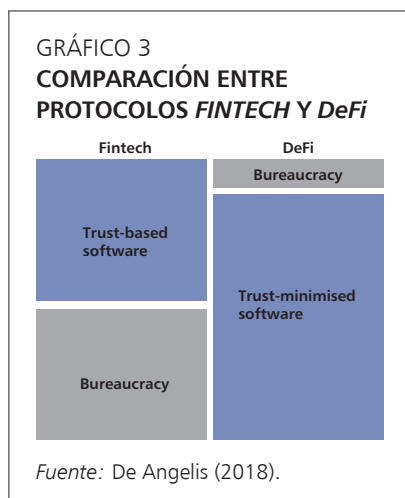 GRÁFICO 3
COMPARACIÓN ENTRE
PROTOCOLOS FINTECH Y DeFi
Fintech
DeFi
Bureaucracy
Trust-based
software
Trust-minimised
software
Bureaucracy
Fuente: De Angelis (2018).